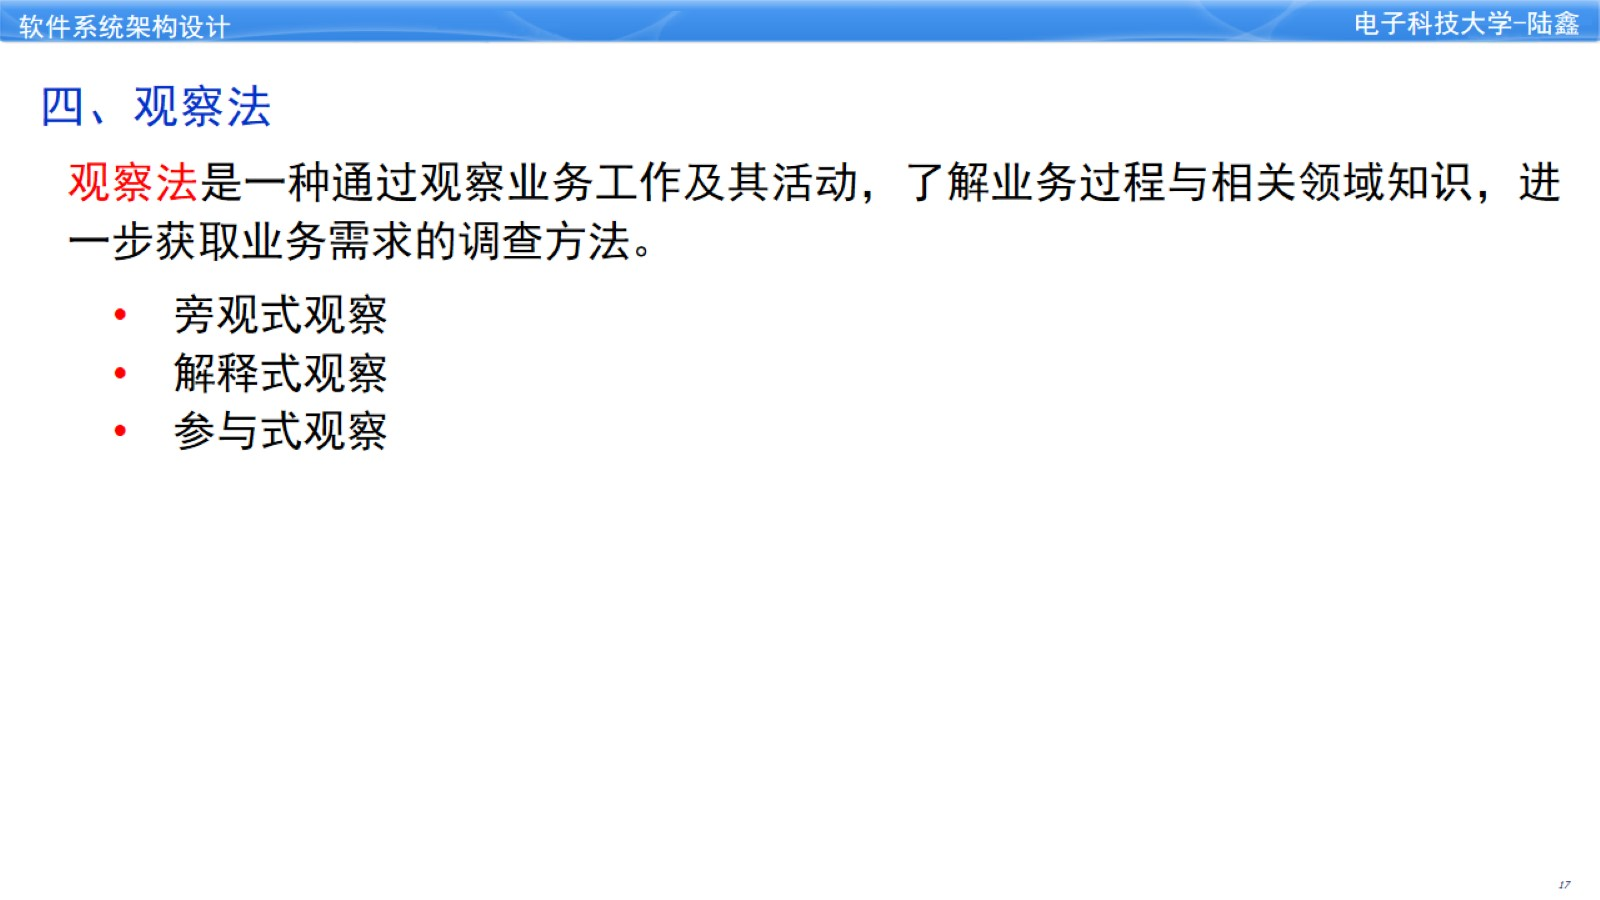 软件系统架构设计
电子科技大学-陆鑫
四、观察法
观察法是一种通过观察业务工作及其活动，了解业务过程与相关领域知识，进
一步获取业务需求的调查方法。
• 旁观式观察
• 解释式观察
• 参与式观察
17